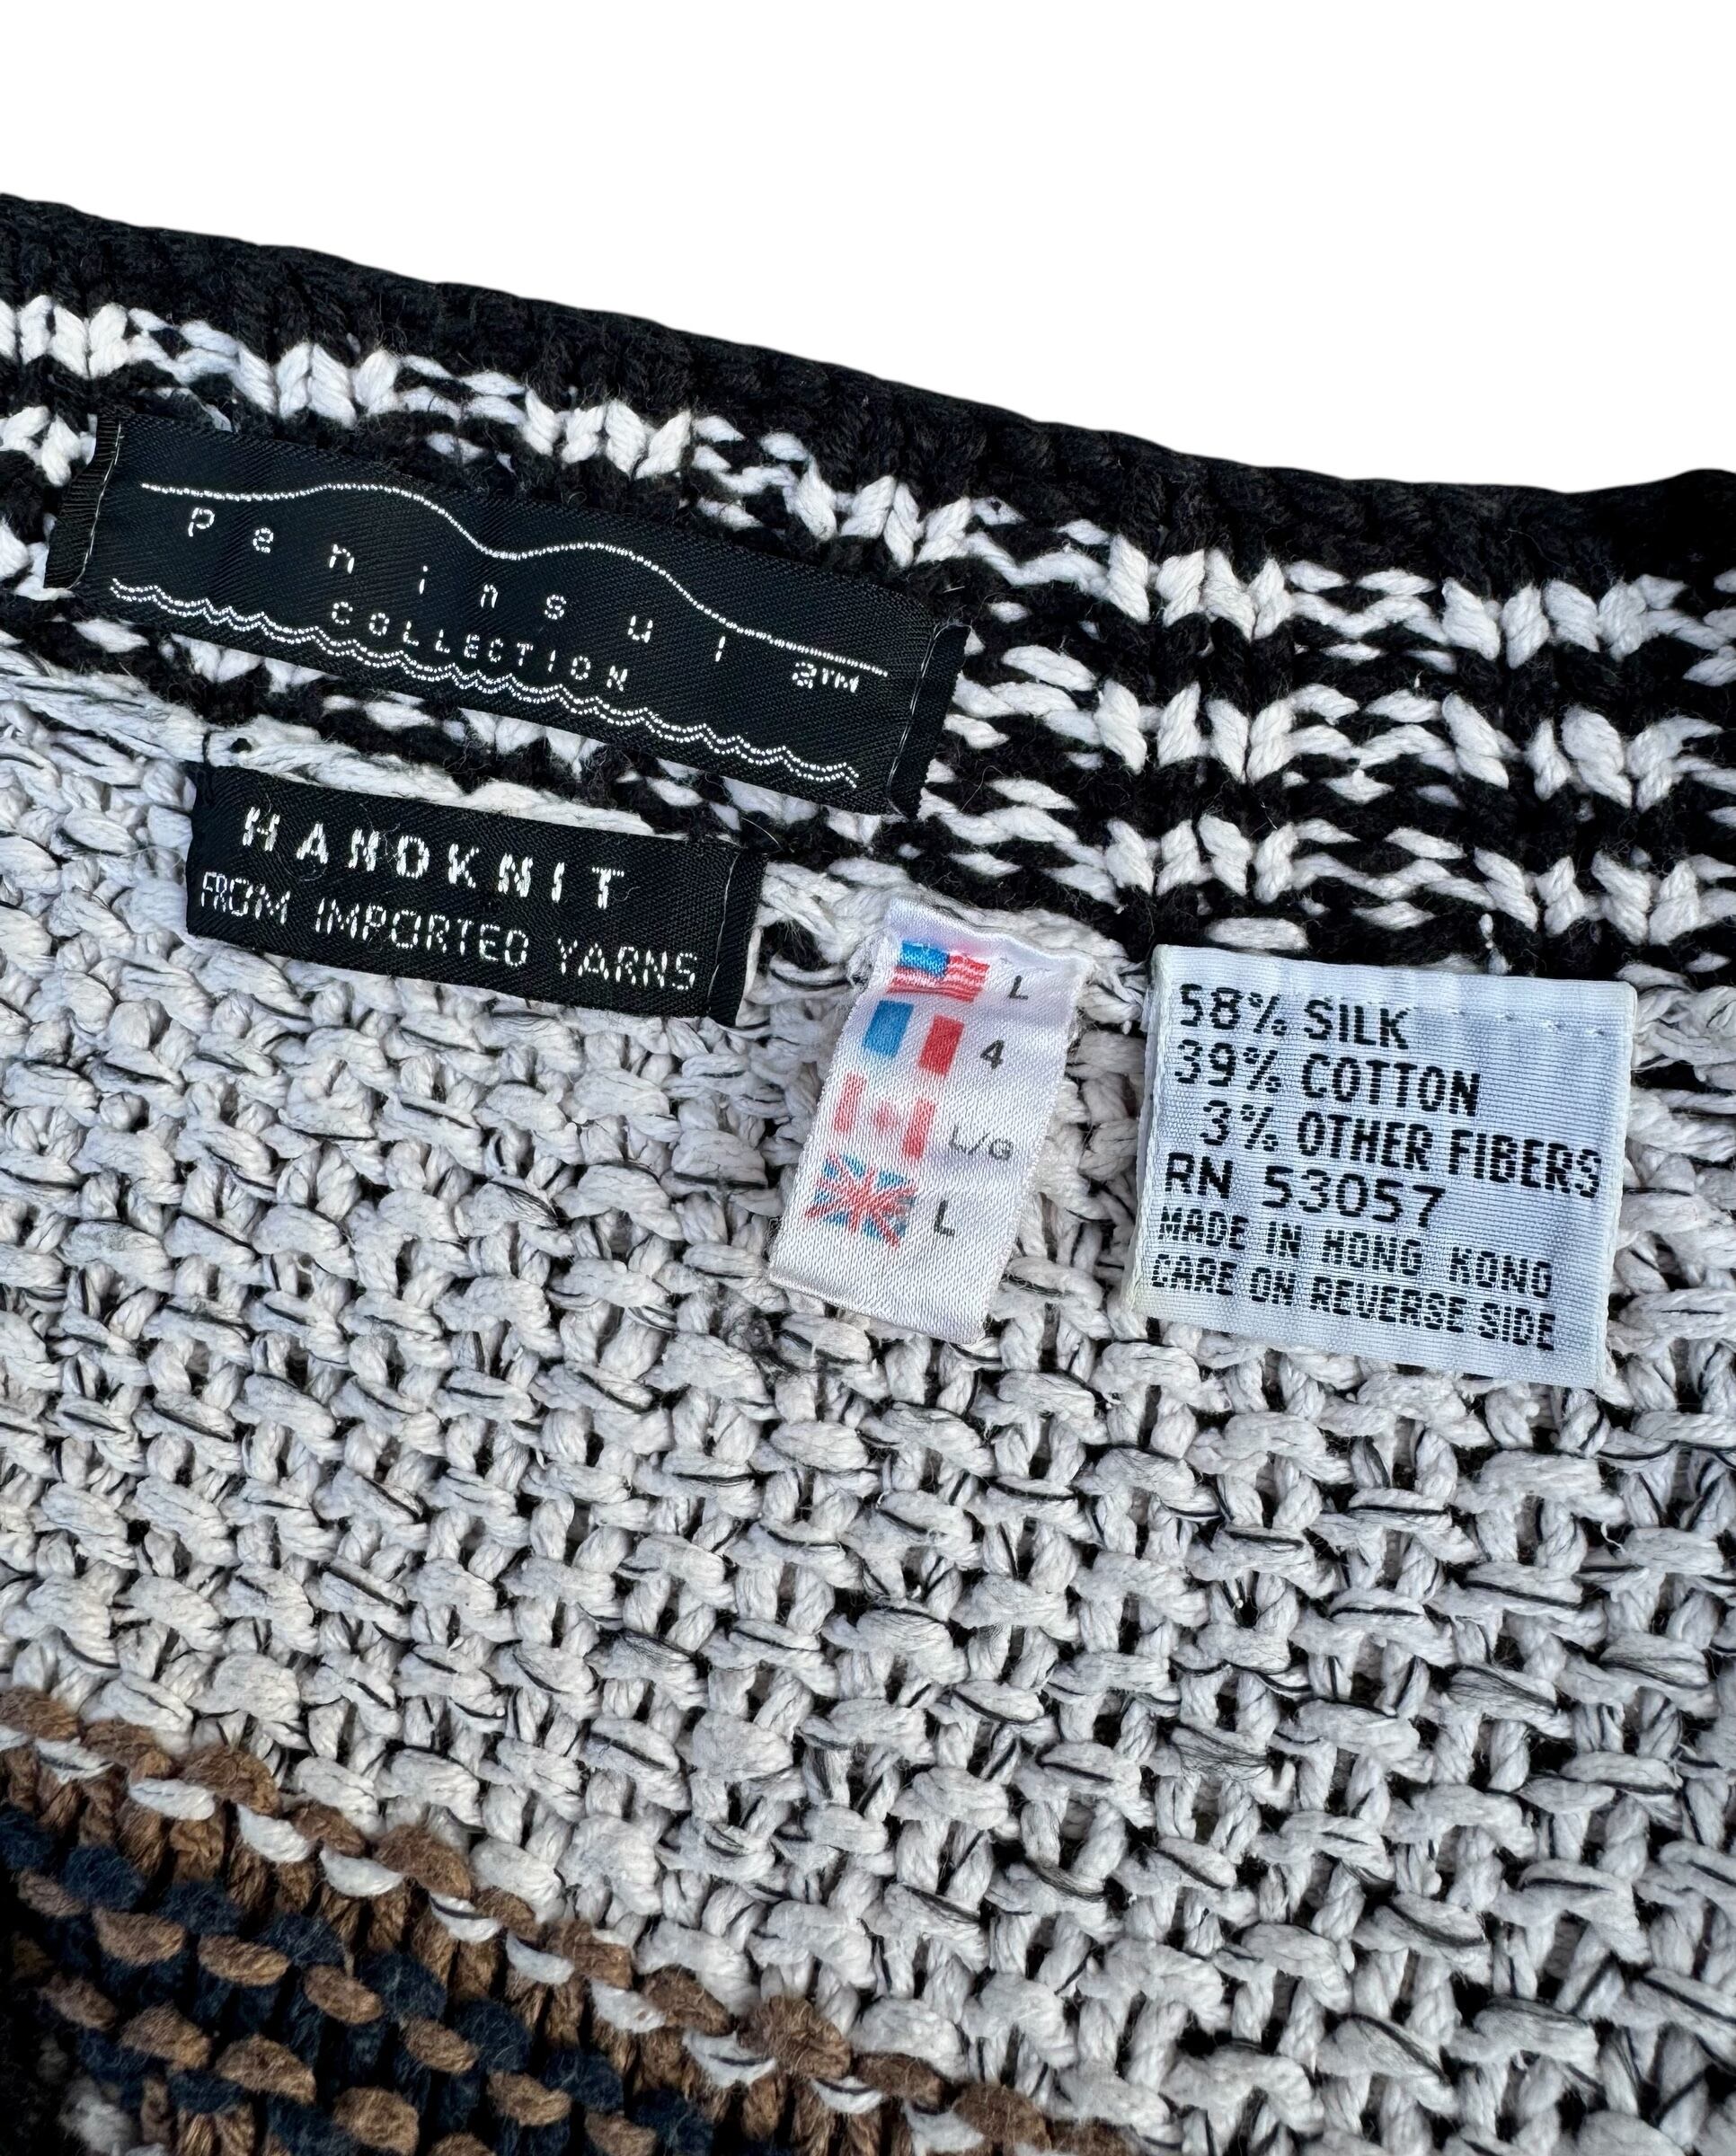 Peninsula™
COLLECTION
HANDKNIT
FROM IMPORTED YARNS
L
4
L/G
L
58% SILK
39% COTTON
3% OTHER FIBERS
RN 53057
MADE IN HONG KONG
CARE ON REVERSE SIDE